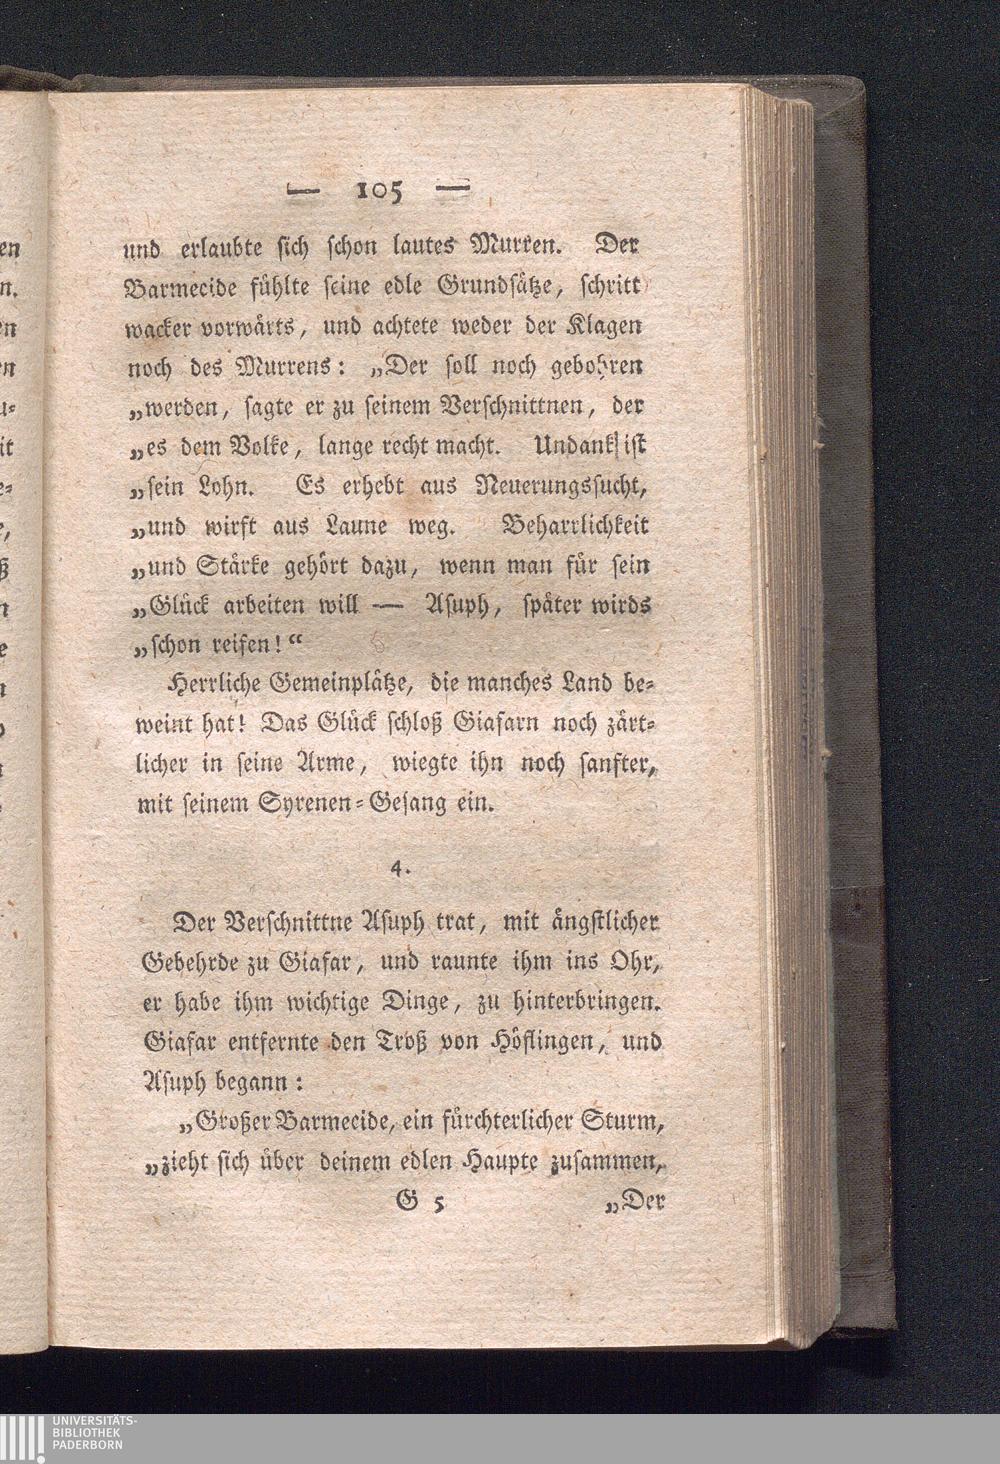 — 105 —
und erlaubte sich schon lautes Murren. Der
Barmecide fühlte seine edle Grundsätze, schritt
wacker vorwärts, und achtete weder der Klagen
noch des Murrens: „Der soll noch gebohren
„werden, sagte er zu seinem Verschnittnen, der
„es dem Volke, lange recht macht. Undank ist
„sein Lohn. Es erhebt aus Neuerungssucht,
„und wirft aus Laune weg. Beharrlichkeit
„und Stärke gehört dazu, wenn man für sein
„Glück arbeiten will — Asuph, später wirds
„schon reifen!“
Herrliche Gemeinplätze, die manches Land be-
weint hat! Das Glück schloß Giafarn noch zärt-
licher in seine Arme, wiegte ihn noch sanfter,
mit seinem Syrenen-Gesang ein.
4.
Der Verschnittne Asuph trat, mit ängstlicher
Gebehrde zu Giafar, und raunte ihm ins Ohr,
er habe ihm wichtige Dinge, zu hinterbringen.
Giafar entfernte den Troß von Höflingen, und
Asuph begann:
„Großer Barmecide, ein fürchterlicher Sturm,
„zieht sich über deinem edlen Haupte zusammen,
G 5 „Der
UNIVERSITÄTS-
BIBLIOTHEK
PADERBORN